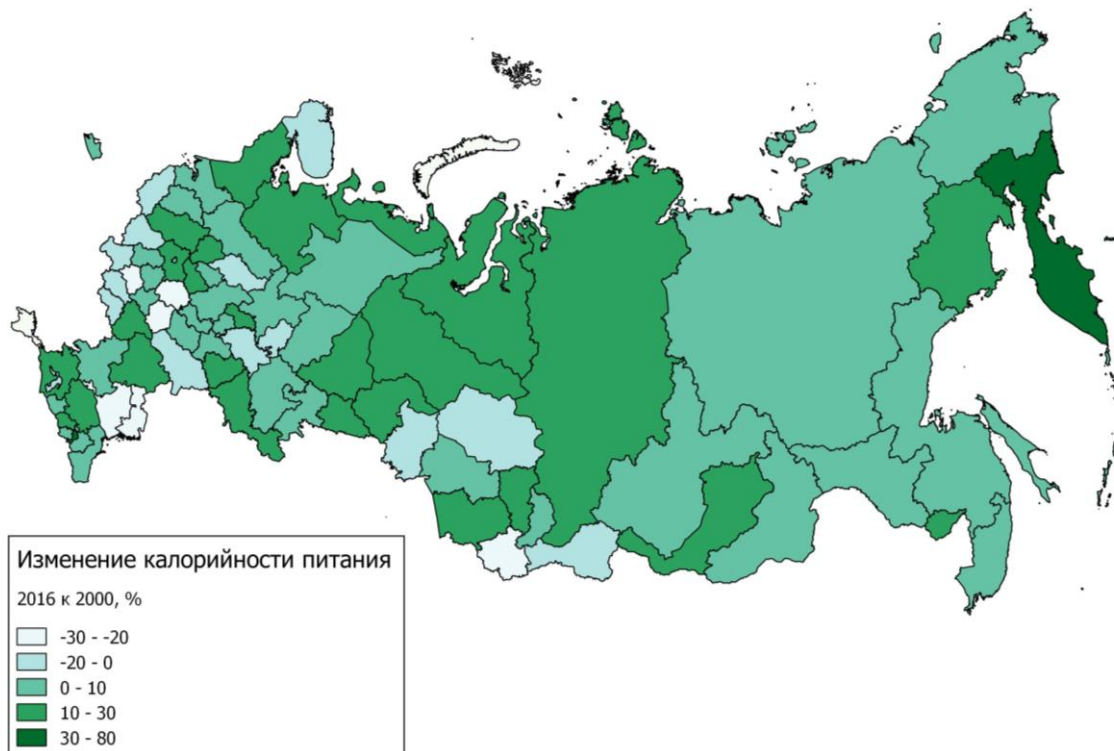 Изменение калорийности питания
2016 к 2000, %
-30 - -20
-20 - 0
0 - 10
10 - 30
30 - 80